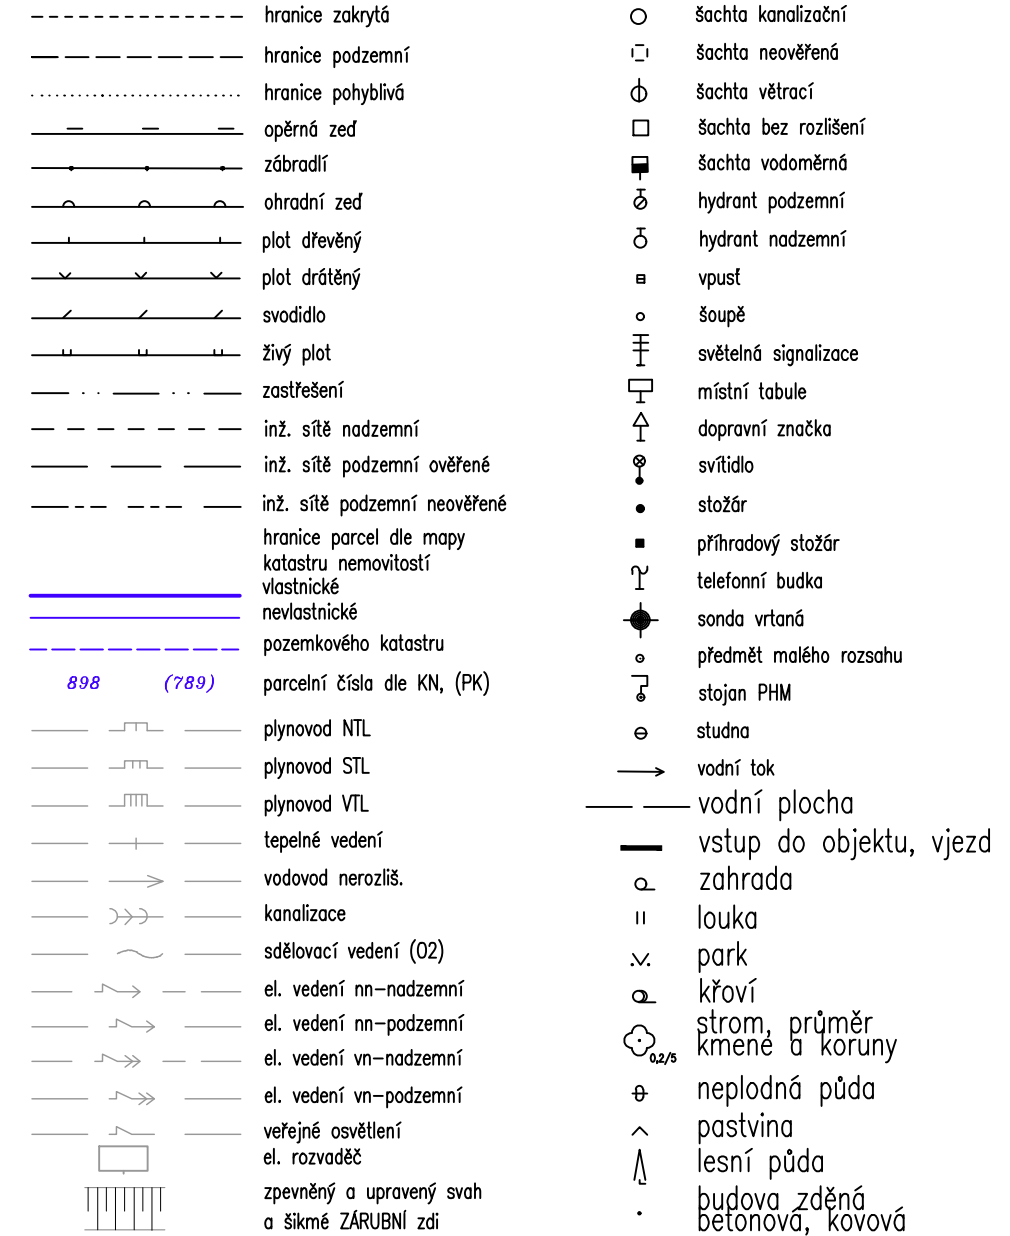 hranice zakrytá
hranice podzemní
hranice pohyblivá
opěrná zeď
zábradlí
ohradní zeď
plot dřevěný
plot drátěný
svodidlo
živý plot
zastřešení
inž. sítě nadzemní
inž. sítě podzemní ověřené
inž. sítě podzemní neověřené
hranice parcel dle mapy
katastru nemovitostí
vlastnické
nevlastnické
pozemkového katastru
898 (789) parcelní čísla dle KN, (PK)
plynovod NTL
plynovod STL
plynovod VTL
tepelné vedení
vodovod nerozliš.
kanalizace
sdělovací vedení (O2)
el. vedení nn-nadzemní
el. vedení nn-podzemní
el. vedení vn-nadzemní
el. vedení vn-podzemní
veřejné osvětlení
el. rozvaděč
zpevněný a upravený svah
a šikmé ZÁRUBNÍ zdi
šachta kanalizační
šachta neověřená
šachta větrací
šachta bez rozlišení
šachta vodoměrná
hydrant podzemní
hydrant nadzemní
vpusť
šoupě
světelná signalizace
místní tabule
dopravní značka
svítidlo
stožár
příhradový stožár
telefonní budka
sonda vrtaná
předmět malého rozsahu
stojan PHM
studna
vodní tok
vodní plocha
vstup do objektu, vjezd
zahrada
louka
park
křoví
strom, průměr
kmene a koruny
0,2/5
neplodná půda
pastvina
lesní půda
budova zděná
betonová, kovová